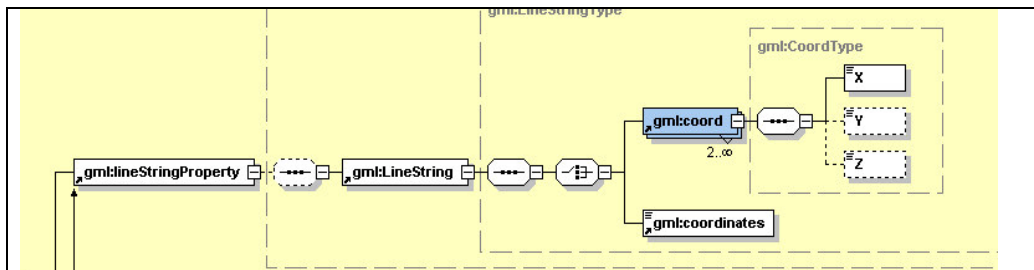 gml:LineStringType
gml:CoordType
X
gml:coord
Y
2..∞
gml:lineStringProperty
gml:LineString
Z
gml:coordinates